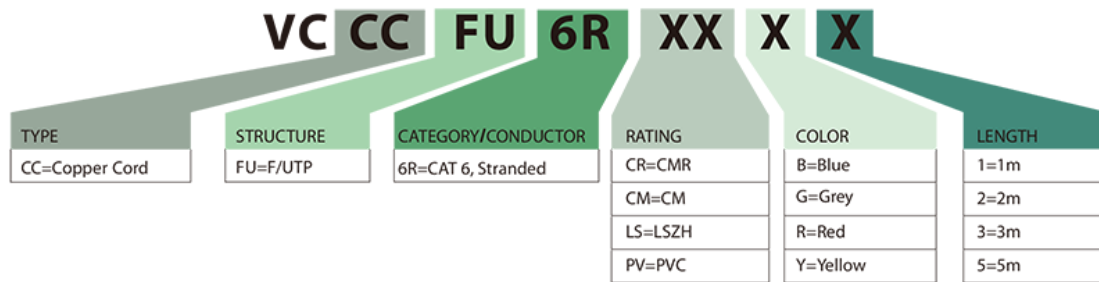 VC CC FU 6R XX X X
TYPE STRUCTURE CATEGORY/CONDUCTOR RATING COLOR LENGTH
CC=Copper Cord FU=F/UTP 6R=CAT 6, Stranded CR=CMR B=Blue 1=1m
CM=CM G=Grey 2=2m
LS=LSZH R=Red 3=3m
PV=PVC Y=Yellow 5=5m